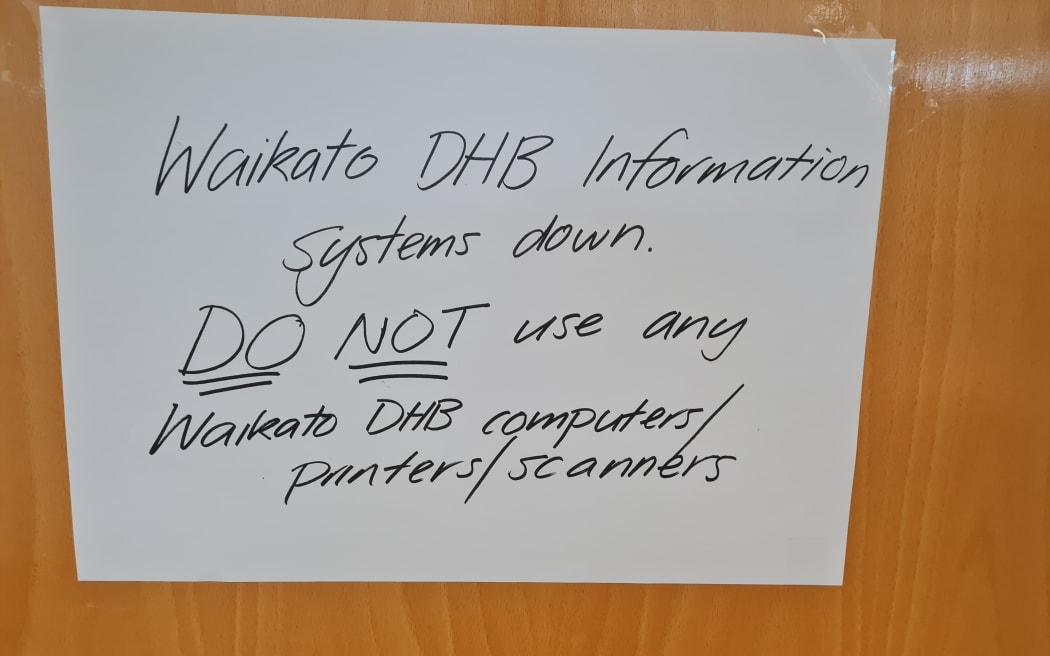 Waikato DHB Information
systems down.
DO NOT use any
Waikato DHB computers/
printers/scanners